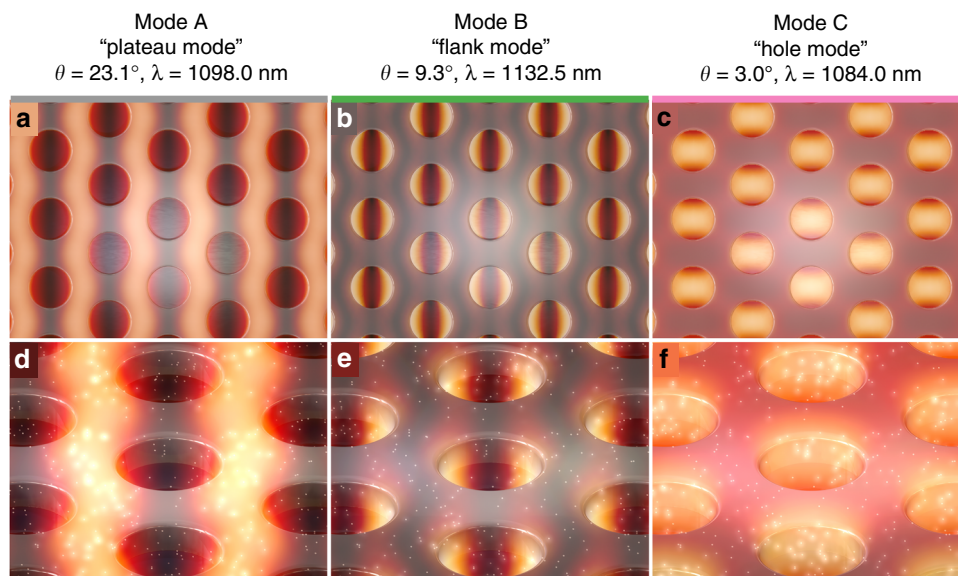 Mode A
“plateau mode”
θ = 23.1°, λ = 1098.0 nm
Mode B
“flank mode”
θ = 9.3°, λ = 1132.5 nm
Mode C
“hole mode”
θ = 3.0°, λ = 1084.0 nm
a
b
c
d
e
f